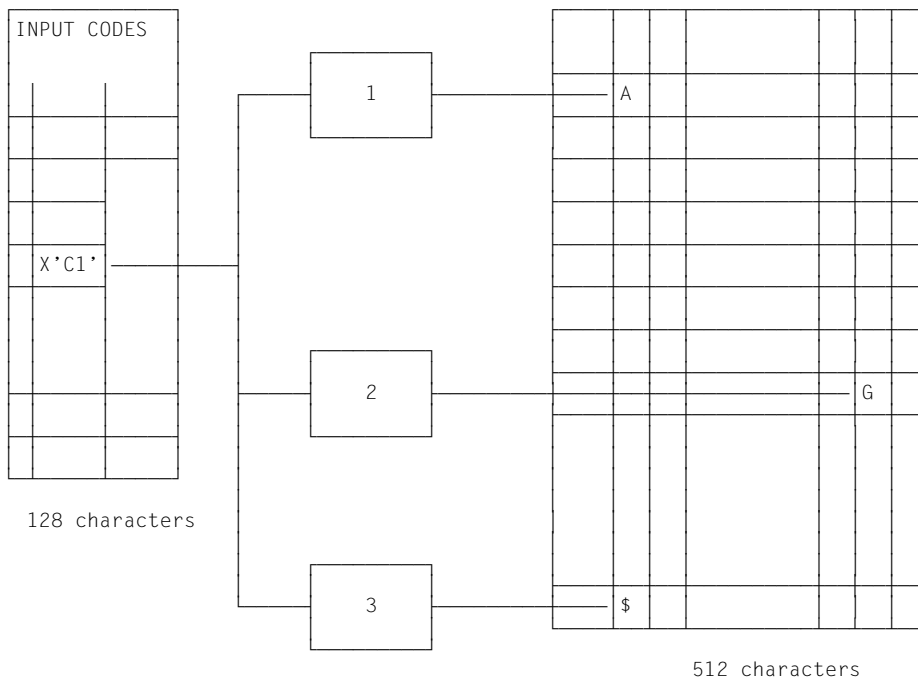 INPUT CODES
1
A
X'C1'
2
G
128 characters
3
$
512 characters